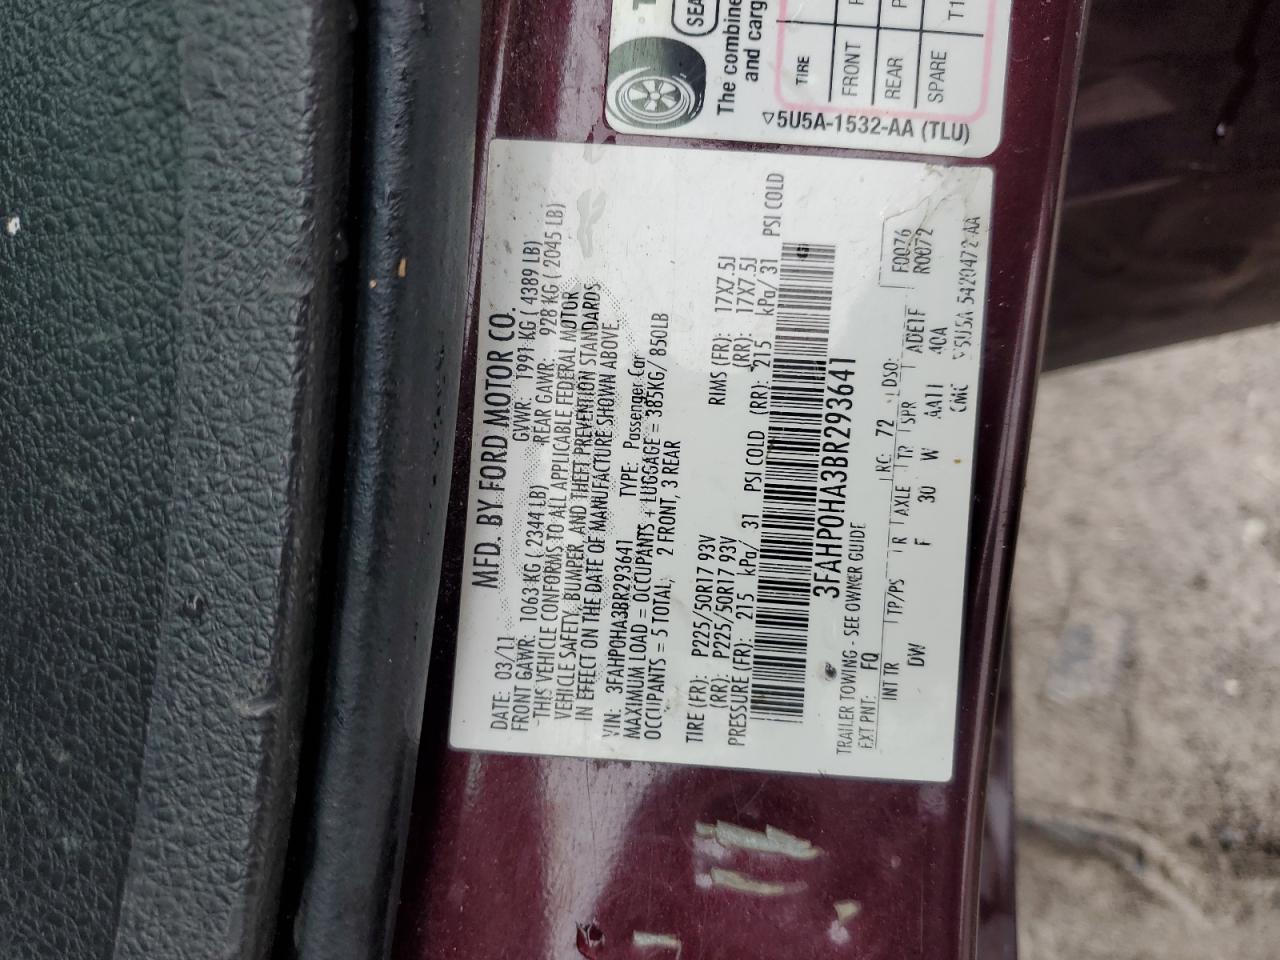 SEA
The combine
and carg
TIRE
FRONT
REAR
SPARE T1
▽5U5A-1532-AA (TLU)
MFD. BY FORD MOTOR CO.
DATE: 03/11 GVWR: 1991 KG ( 4389 LB)
FRONT GAWR: 1063 KG ( 2344 LB) REAR GAWR: 928 KG ( 2045 LB)
THIS VEHICLE CONFORMS TO ALL APPLICABLE FEDERAL MOTOR
VEHICLE SAFETY, BUMPER, AND THEFT PREVENTION STANDARDS
IN EFFECT ON THE DATE OF MANUFACTURE SHOWN ABOVE.
VIN: 3FAHP0HA3BR293641 TYPE: Passenger Car
MAXIMUM LOAD = OCCUPANTS + LUGGAGE = 385KG/ 850LB
OCCUPANTS = 5 TOTAL, 2 FRONT, 3 REAR
TIRE (FR): P225/50R17 93V RIMS (FR): 17X7.5J
(RR): P225/50R17 93V (RR): 17X7.5J
PRESSURE (FR): 215 kPa/ 31 PSI COLD (RR): 215 kPa/ 31 PSI COLD
3FAHP0HA3BR293641
TRAILER TOWING - SEE OWNER GUIDE
EXT PNT: FQ RC: 72 DSO: F0076
R0072
INT TR TP/PS R AXLE TR SPR ADE1F
DW F 30 W AA11 40A
CMC ▽5U5A 5420472 AA